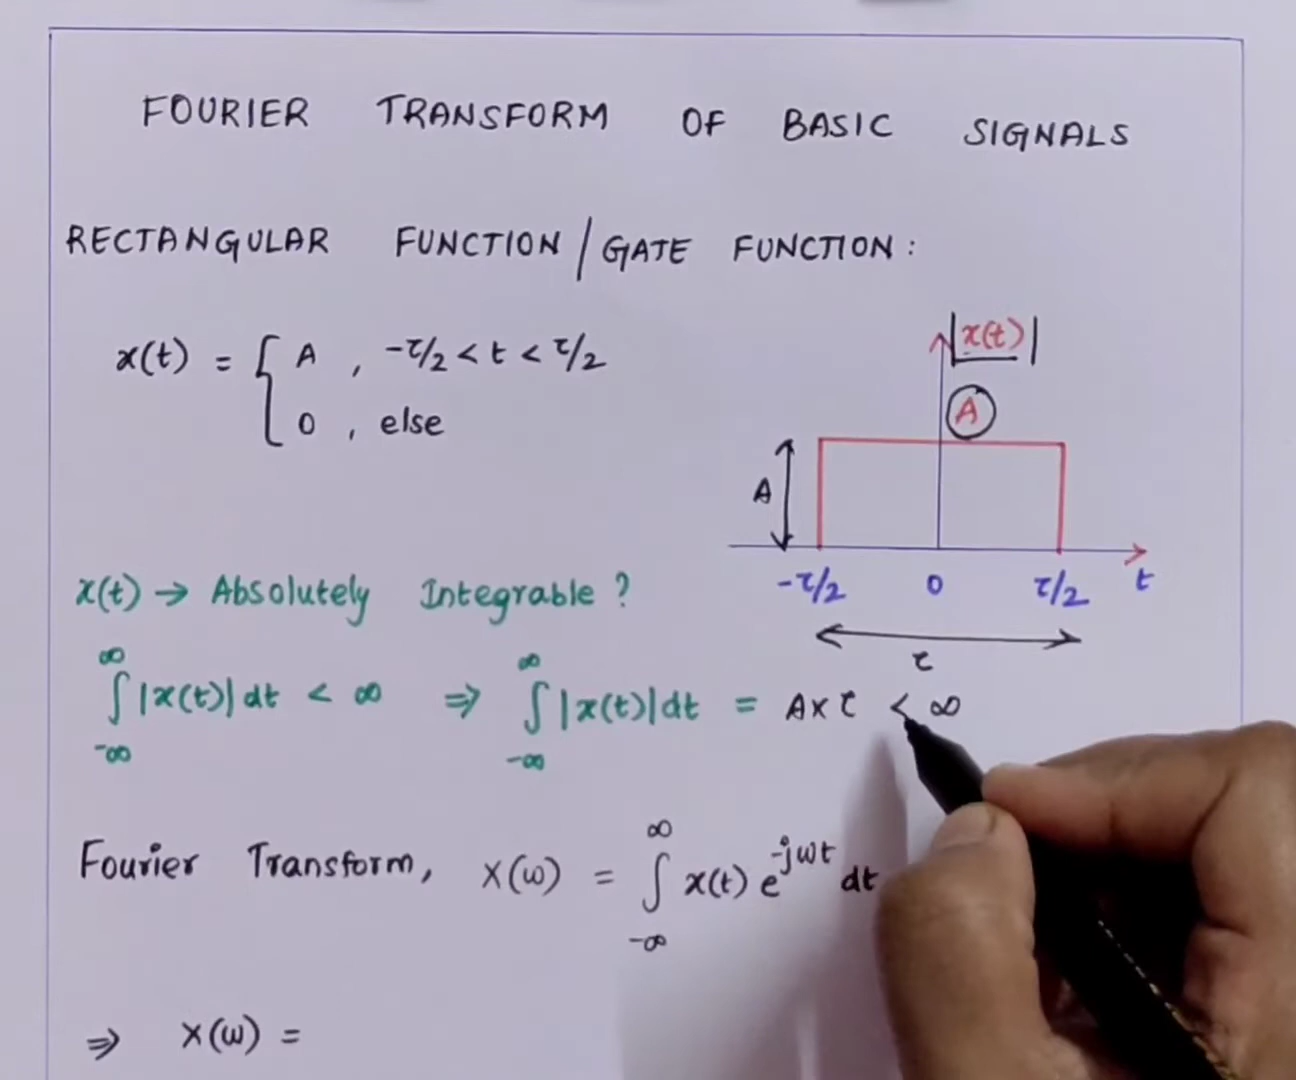 FOURIER TRANSFORM OF BASIC SIGNALS
RECTANGULAR FUNCTION / GATE FUNCTION :
x(t) = { A , -τ/2 < t < τ/2
0 , else
|x(t)|
A
A
-τ/2 0 τ/2 t
τ
x(t) → Absolutely Integrable ?
∫_{-∞}^{∞} |x(t)| dt < ∞ ⇒ ∫_{-∞}^{∞} |x(t)| dt = A x τ < ∞
Fourier Transform, X(ω) = ∫_{-∞}^{∞} x(t) e^{-jωt} dt
⇒ X(ω) =